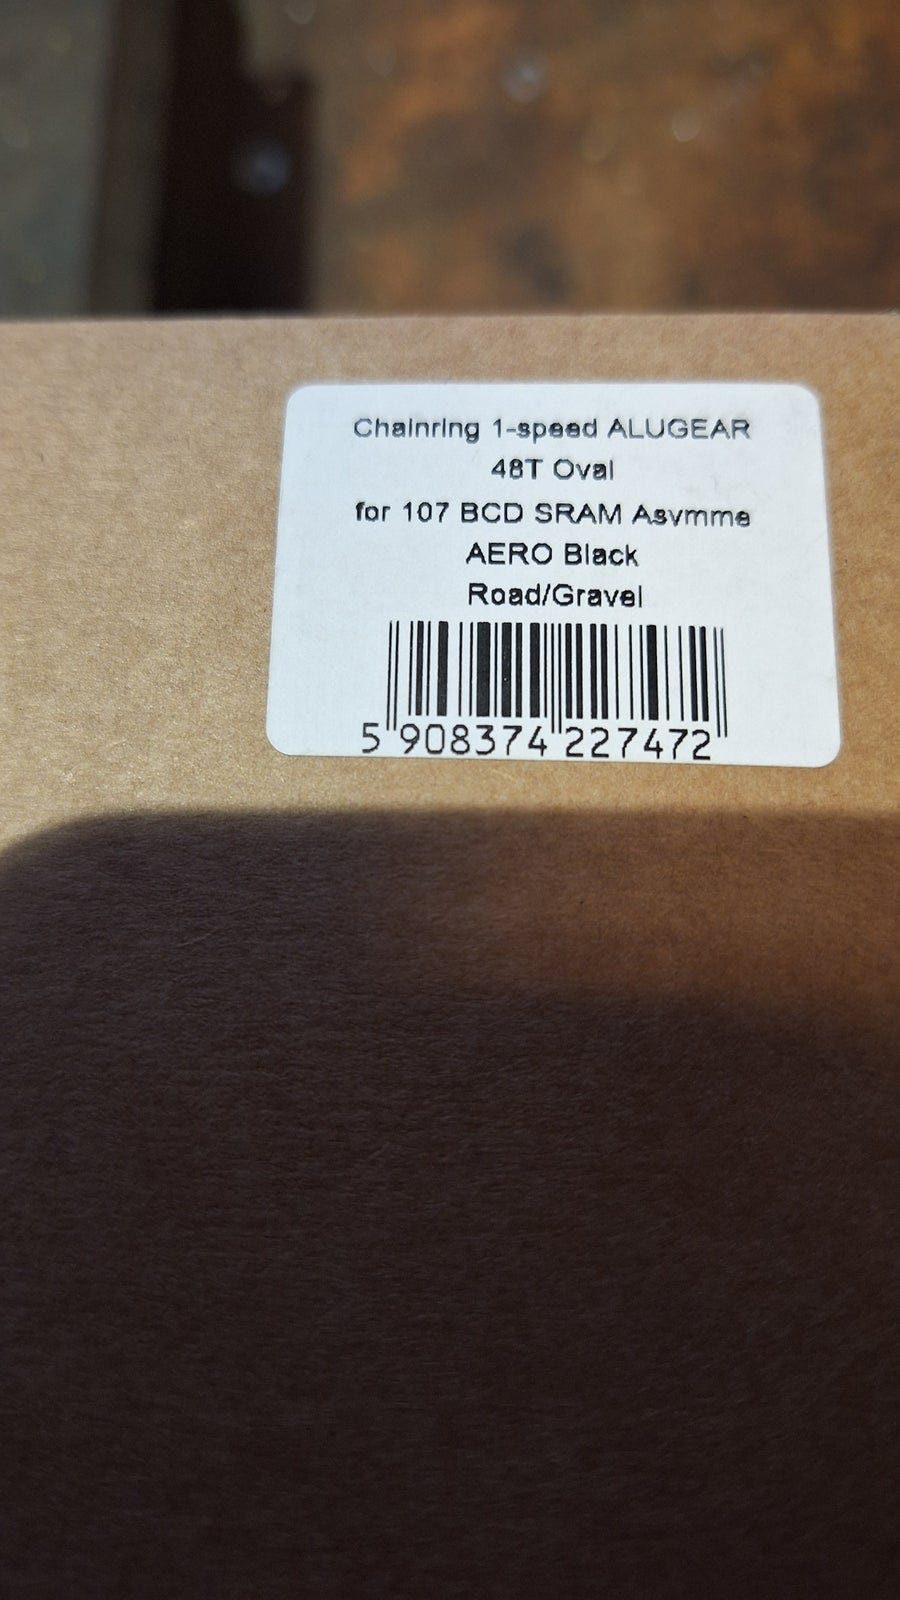 Chainring 1-speed ALUGEAR
48T Oval
for 107 BCD SRAM Asymme
AERO Black
Road/Gravel
5 908374 227472